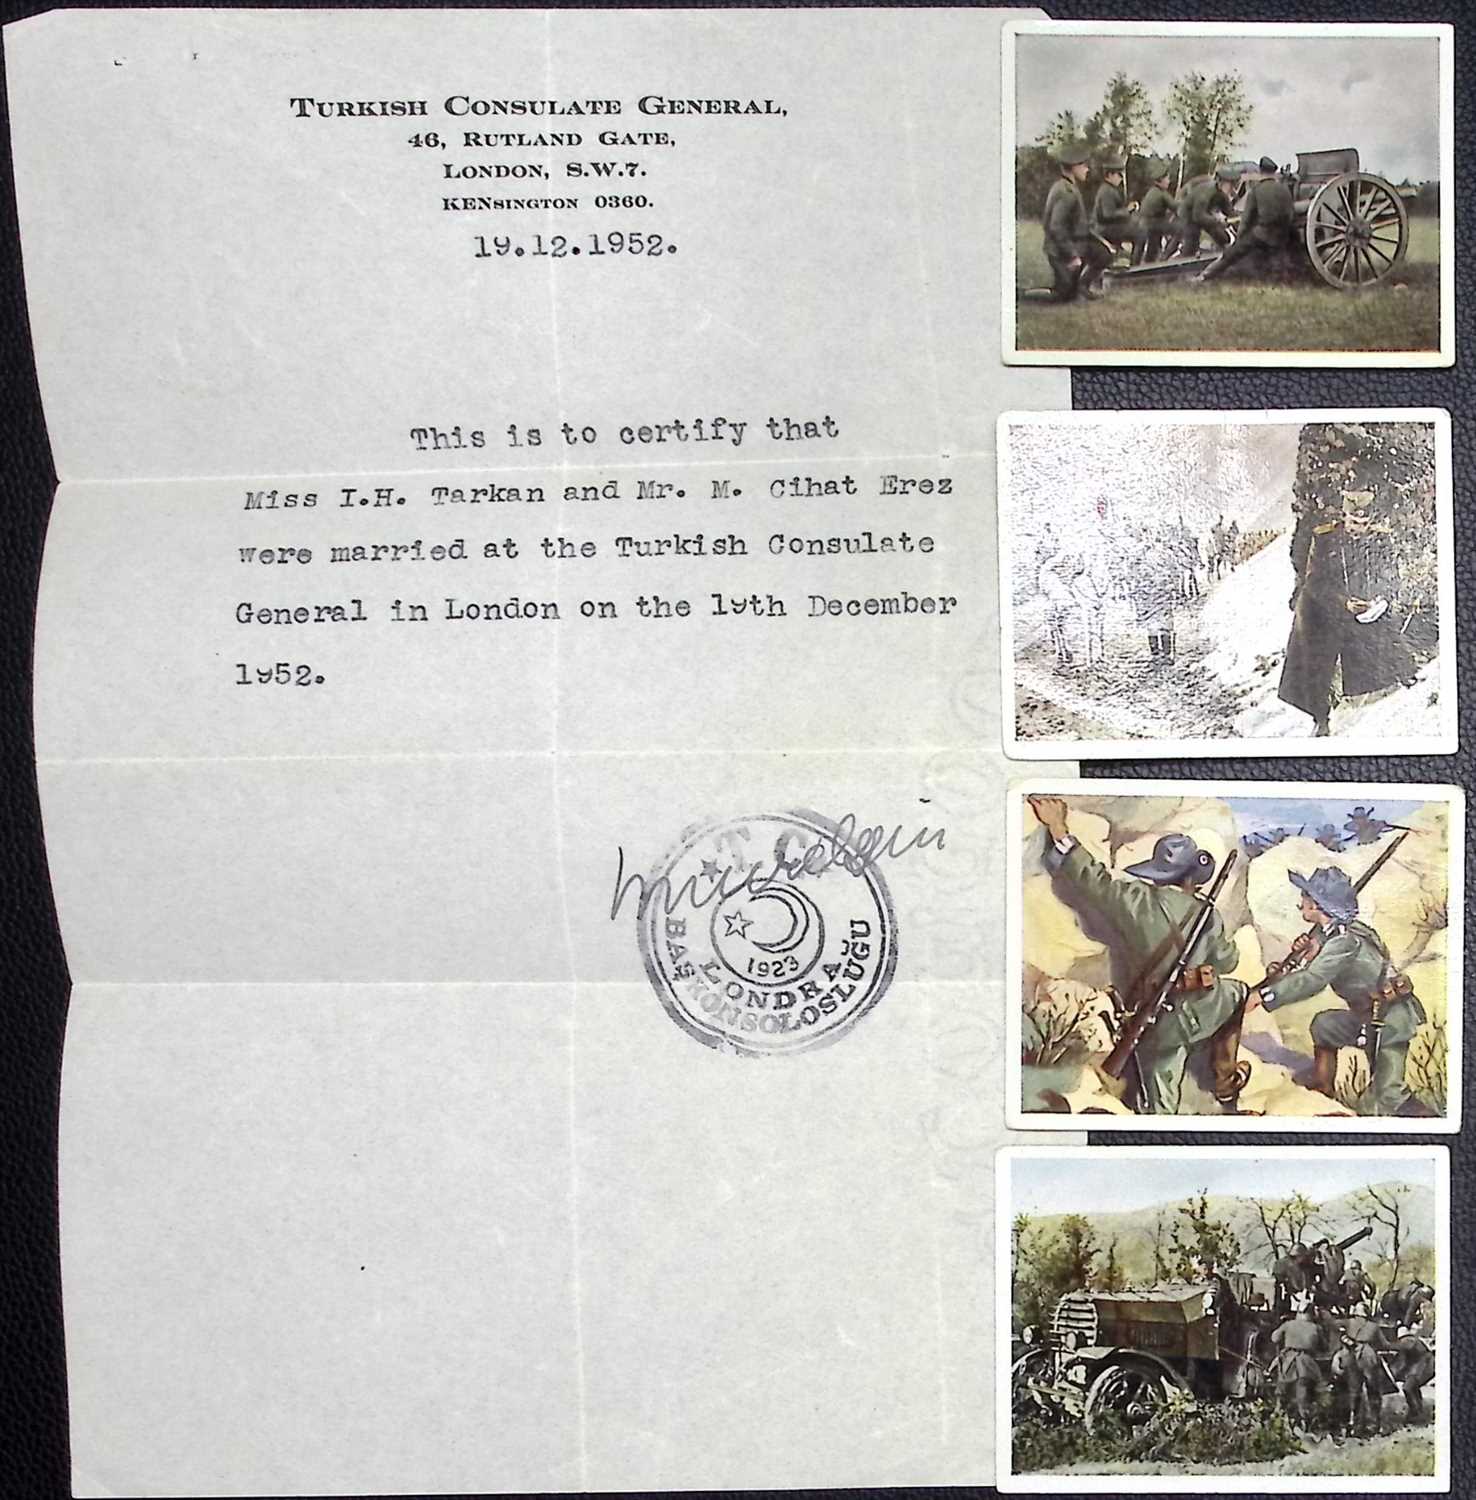 TURKISH CONSULATE GENERAL,
46, RUTLAND GATE,
LONDON, S.W.7.
KENSINGTON 0360.
19.12.1952.
This is to certify that
Miss I.H. Tarkan and Mr. M. Cihat Erez
were married at the Turkish Consulate
General in London on the 19th December
1952.
T. C.
1923
LONDRA
BAŞKONSOLOSLUĞU